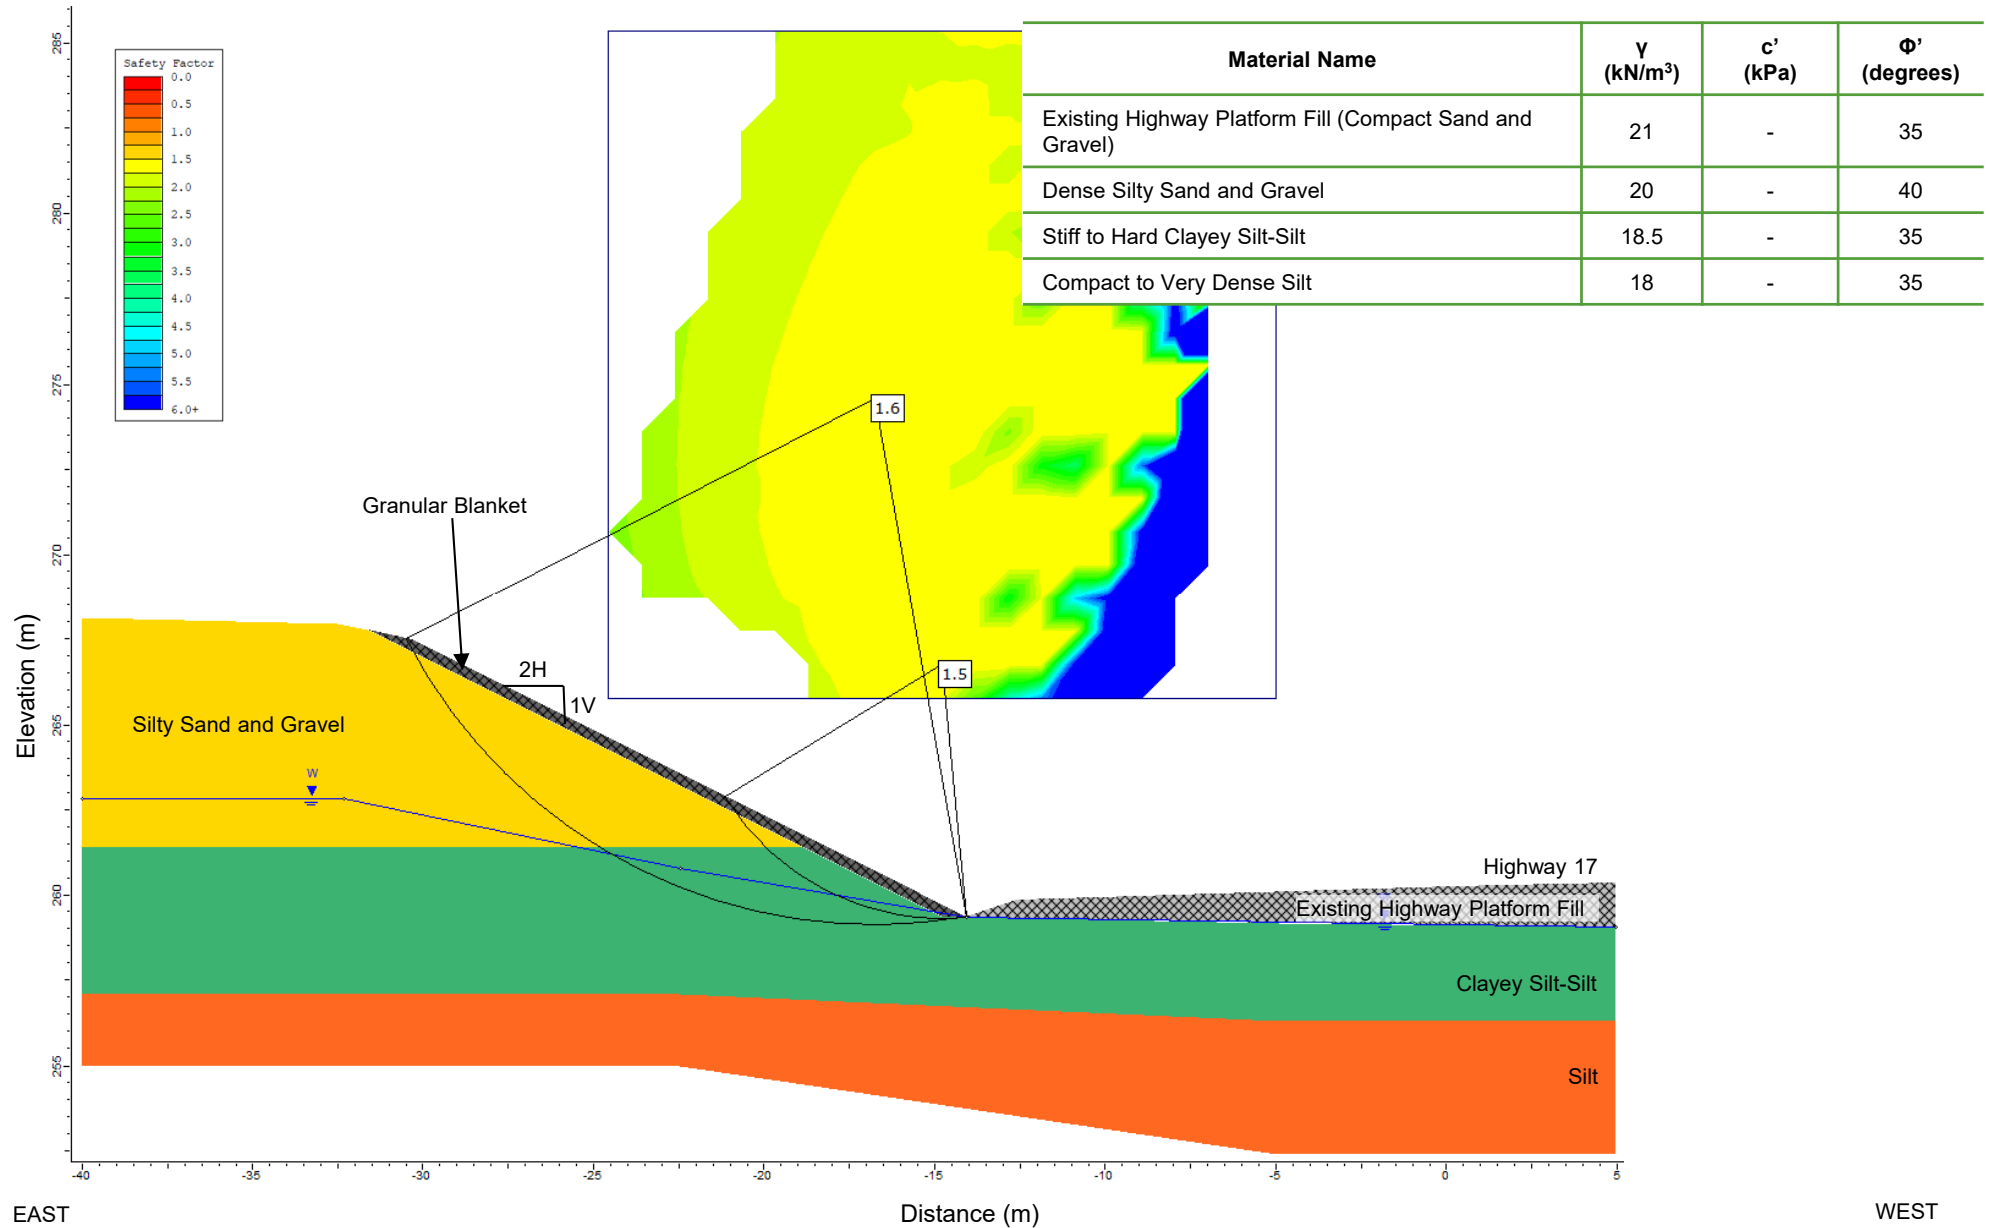 285
280
275
270
265
260
255
Elevation (m)
Safety Factor
0.0
0.5
1.0
1.5
2.0
2.5
3.0
3.5
4.0
4.5
5.0
5.5
6.0+
Material Name γ (kN/m³) c’ (kPa) Φ’ (degrees)
Existing Highway Platform Fill (Compact Sand and
Gravel) 21 - 35
Dense Silty Sand and Gravel 20 - 40
Stiff to Hard Clayey Silt-Silt 18.5 - 35
Compact to Very Dense Silt 18 - 35
1.6
Granular Blanket
1.5
2H
1V
Silty Sand and Gravel
W
Highway 17
Existing Highway Platform Fill
Clayey Silt-Silt
Silt
-40 -35 -30 -25 -20 -15 -10 -5 0 5
EAST Distance (m) WEST